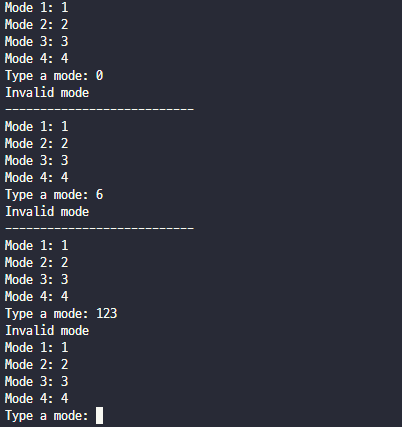 Mode 1: 1
Mode 2: 2
Mode 3: 3
Mode 4: 4
Type a mode: 0
Invalid mode
---------------------------
Mode 1: 1
Mode 2: 2
Mode 3: 3
Mode 4: 4
Type a mode: 6
Invalid mode
---------------------------
Mode 1: 1
Mode 2: 2
Mode 3: 3
Mode 4: 4
Type a mode: 123
Invalid mode
Mode 1: 1
Mode 2: 2
Mode 3: 3
Mode 4: 4
Type a mode: